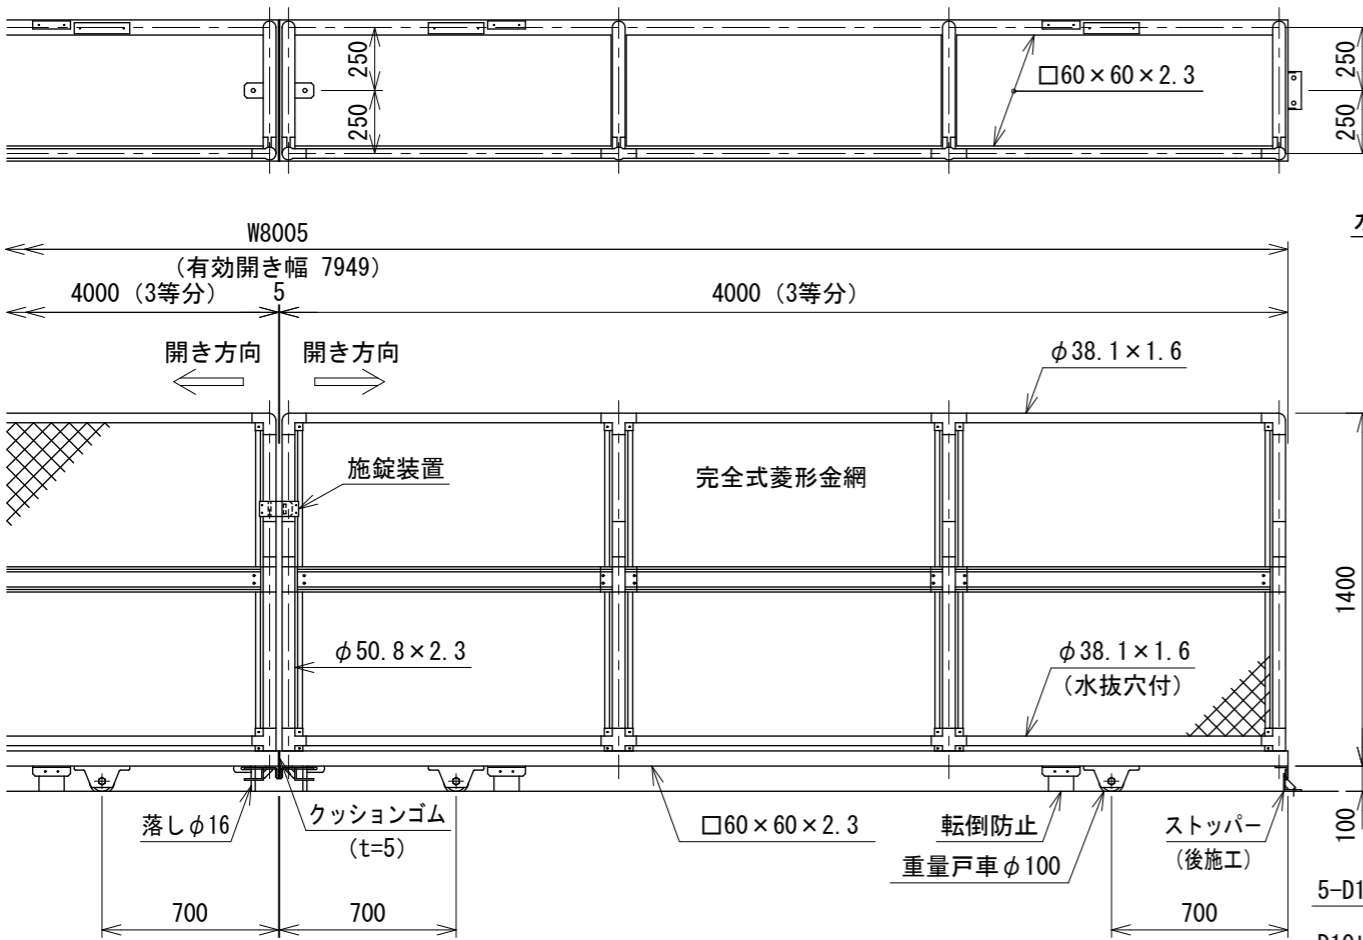 250
250
□60×60×2.3
250
250
W8005
(有効開き幅 7949)
4000 (3等分)
5
4000 (3等分)
開き方向
開き方向
φ38.1×1.6
施錠装置
完全式菱形金網
1400
φ50.8×2.3
φ38.1×1.6
(水抜穴付)
落しφ16
クッションゴム
(t=5)
□60×60×2.3
転倒防止
重量戸車φ100
ストッパー
(後施工)
100
700
700
700
5-D1